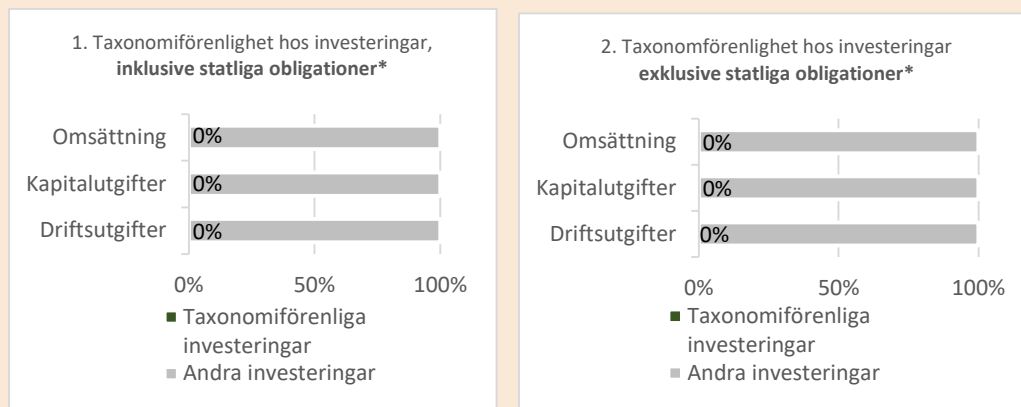 1. Taxonomiförenlighet hos investeringar,
inklusive statliga obligationer*
Omsättning
0%
Kapitalutgifter
0%
Driftsutgifter
0%
0%
50%
100%
Taxonomiförenliga
investeringar
Andra investeringar
2. Taxonomförenlighet hos investeringar
exklusive statliga obligationer*
Omsättning
0%
Kapitalutgifter
0%
Driftsutgifter
0%
0%
50%
100%
Taxonomiförenliga
investeringar
Andra investeringar